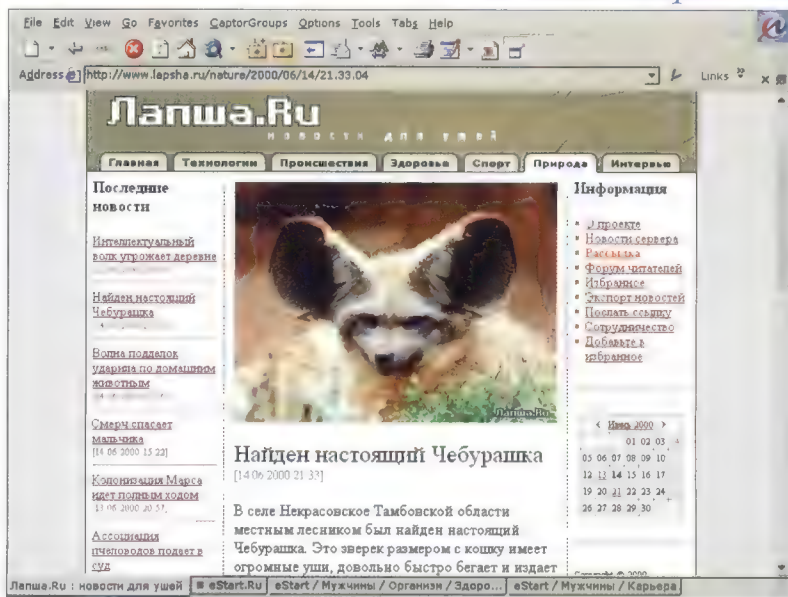 File Edit View Go Favorites CaptorGroups Options Tools Tabs Help
Address http://www.lapsha.ru/nature/2000/06/14/21.33.04
Links
Лапша.Ru
новости для ушей
Главная Технологии Происшествия Здоровье Спорт Природа Интервью
Последние
новости
Интеллектуальный
волк угрожает деревне
Найден настоящий
Чебурашка
Волна подделок
ударила по домашним
животным
Смерч спасает
мальчика
[14 06 2000 15 22]
Колонизация Марса
идет полным ходом
Ассоциация
пчеловодов подает в
суд
Лапша.Ru
Найден настоящий Чебурашка
[14 06 2000 21 33]
В селе Некрасовское Тамбовской области
местным лесником был найден настоящий
Чебурашка. Это зверек размером с кошку имеет
огромные уши, довольно быстро бегает и издает
Информация
О проекте
Новости сервера
Рассылка
Форум читателей
Избранное
Экспорт новостей
Послать ссылку
Сотрудничество
Добавьте в
избранное
< Июнь 2000 >
01 02 03 4
05 06 07 08 09 10
12 13 14 15 16 17
19 20 21 22 23 24
26 27 28 29 30
Copyright © 2000
Лапша.Ru : новости для ушей eStart.Ru eStart / Мужчины / Организм / Здоро... eStart / Мужчины / Карьера